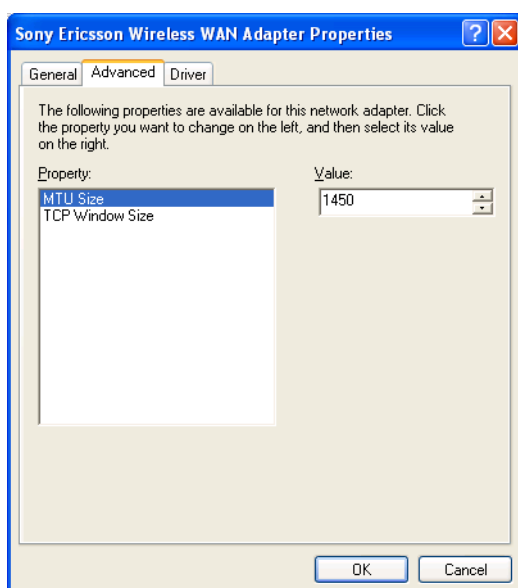 Sony Ericsson Wireless WAN Adapter Properties
General Advanced Driver
The following properties are available for this network adapter. Click
the property you want to change on the left, and then select its value
on the right.
Property: Value:
MTU Size 1450
TCP Window Size
OK Cancel